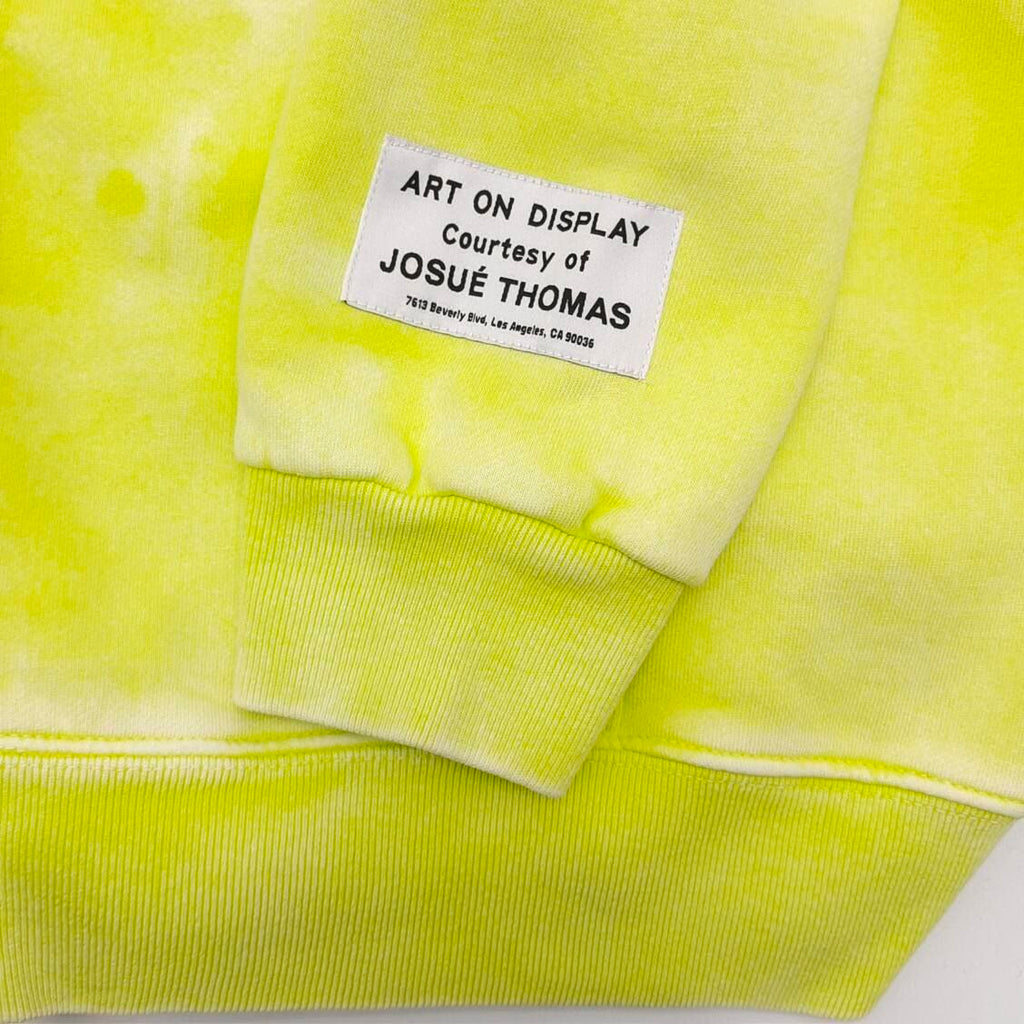 ART ON DISPLAY
Courtesy of
JOSUÉ THOMAS
7613 Beverly Blvd, Los Angeles, CA 90036